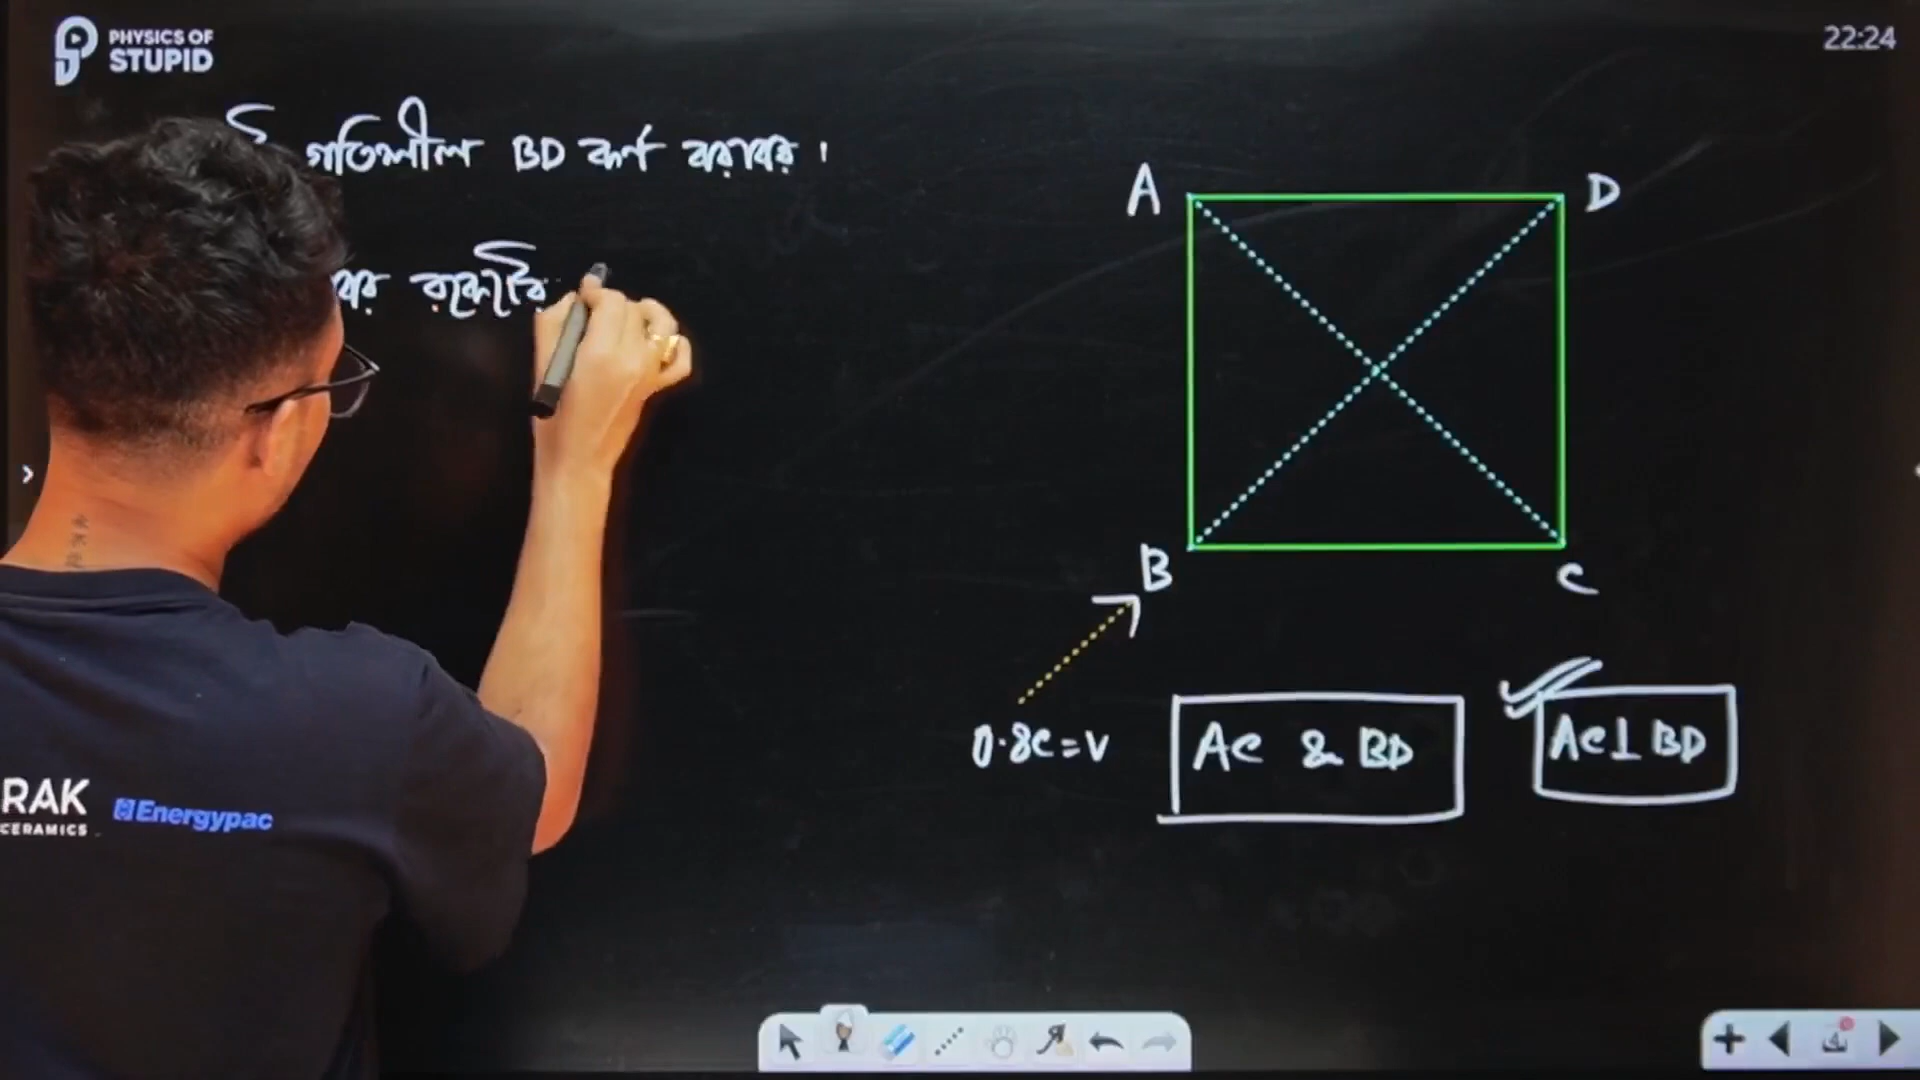 PHYSICS OF
STUPID
22:24
গতিশীল BD কর্ণ বরাবর।
রকেটের
A
D
B
C
0.8c = v
AC & BD
AC ⊥ BD
RAK
CERAMICS
Energypac